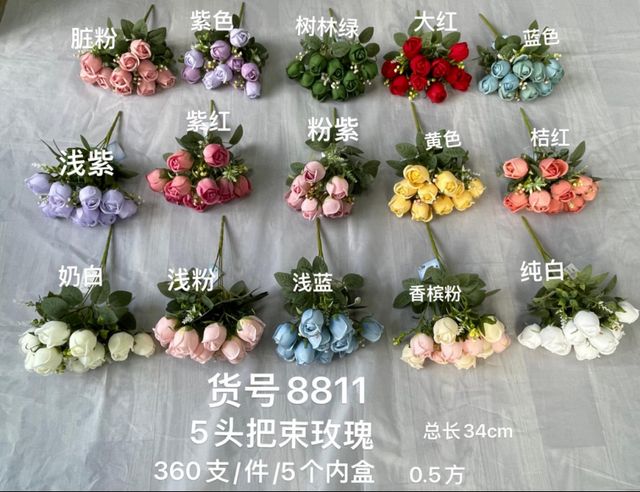 脏粉 紫色 树林绿 大红 蓝色
浅紫 紫红 粉紫 黄色 桔红
奶白 浅粉 浅蓝 香槟粉 纯白
货号8811
5头把束玫瑰 总长34cm
360支/件/5个内盒 0.5方